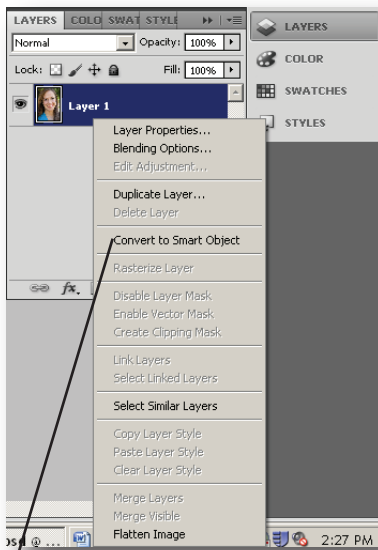 LAYERS COLO SWAT STYLE
Normal Opacity: 100%
Lock: Fill: 100%
Layer 1
LAYERS
COLOR
SWATCHES
STYLES
Layer Properties...
Blending Options...
Edit Adjustment...
Duplicate Layer...
Delete Layer
Convert to Smart Object
Rasterize Layer
Disable Layer Mask
Enable Vector Mask
Create Clipping Mask
Link Layers
Select Linked Layers
Select Similar Layers
Copy Layer Style
Paste Layer Style
Clear Layer Style
Merge Layers
Merge Visible
Flatten Image
fx.
psd @ ...
2:27 PM